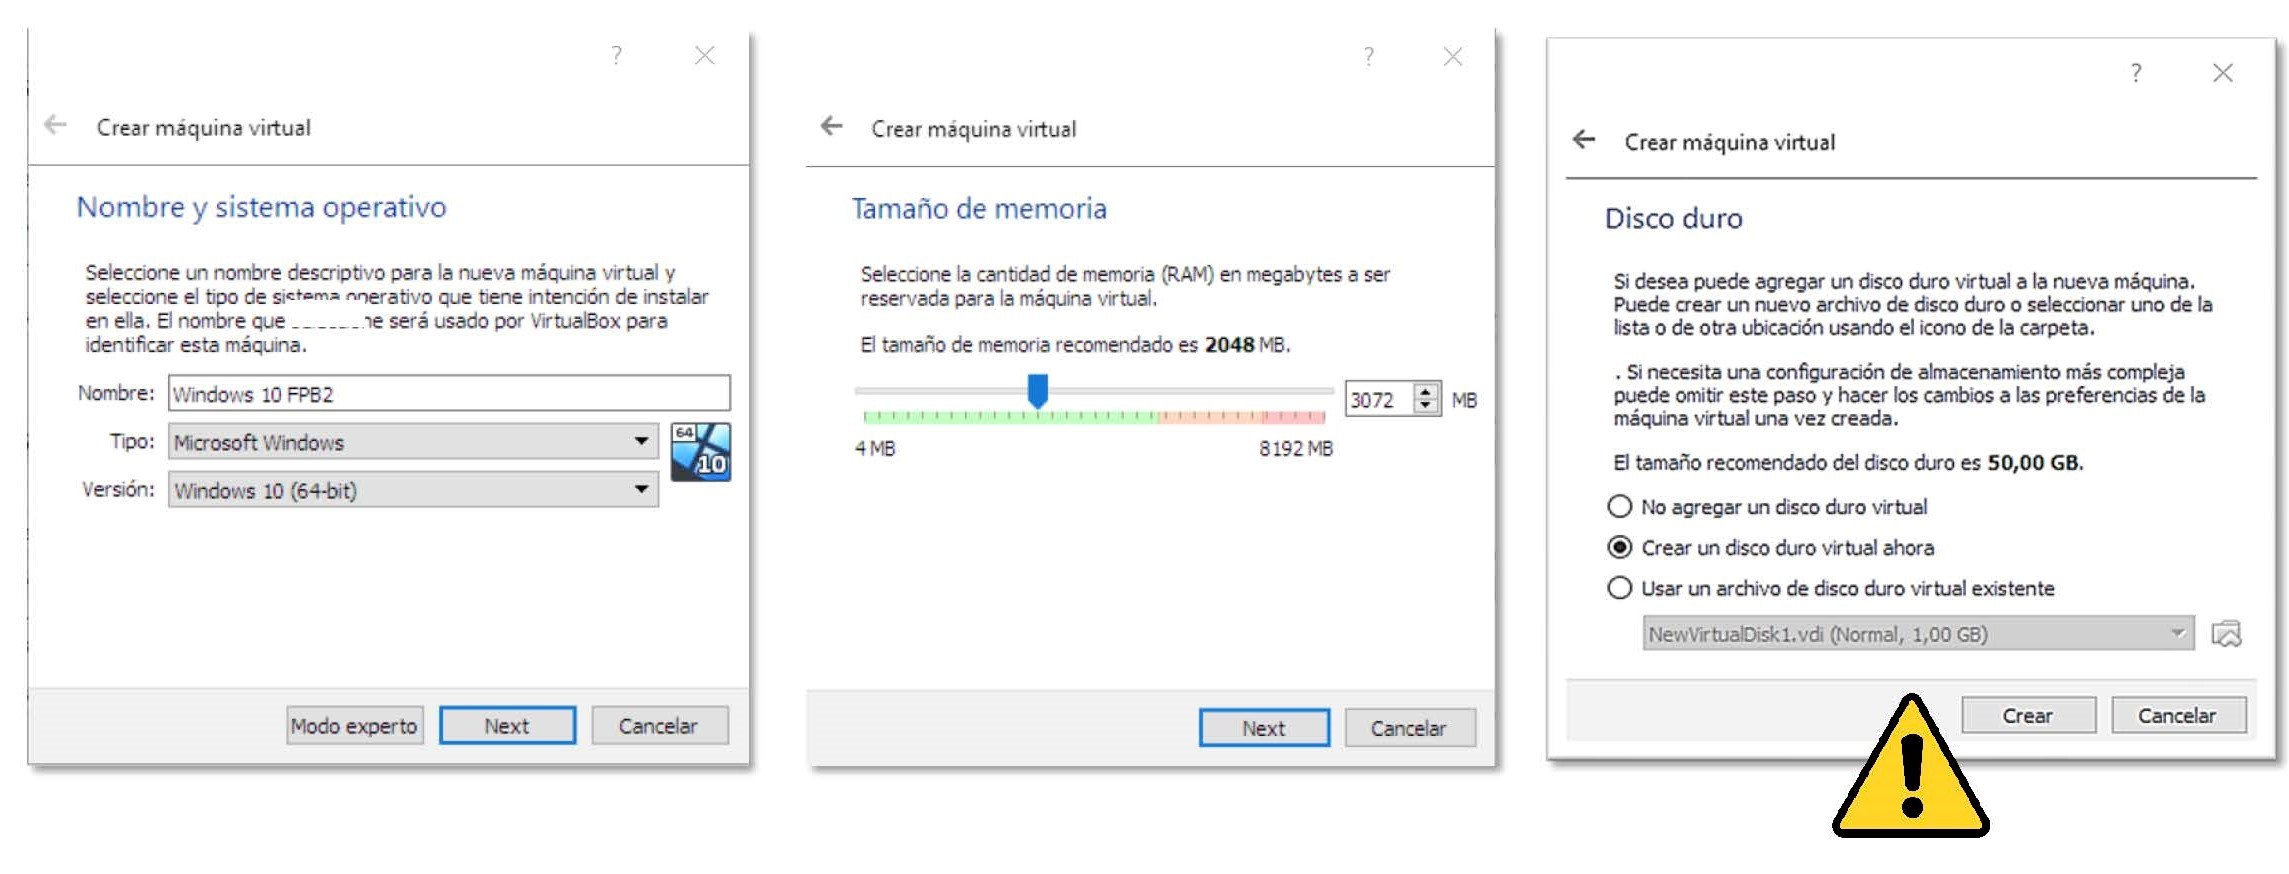 ?
Crear máquina virtual
Nombre y sistema operativo
Seleccione un nombre descriptivo para la nueva máquina virtual y
seleccione el tipo de sistema operativo que tiene intención de instalar
en ella. El nombre que será usado por VirtualBox para
identificar esta máquina.
Nombre: Windows 10 FPB2
Tipo: Microsoft Windows
64
10
Versión: Windows 10 (64-bit)
Modo experto Next Cancelar
?
Crear máquina virtual
Tamaño de memoria
Seleccione la cantidad de memoria (RAM) en megabytes a ser
reservada para la máquina virtual.
El tamaño de memoria recomendado es 2048 MB.
3072 MB
4 MB 8192 MB
Next Cancelar
?
Crear máquina virtual
Disco duro
Si desea puede agregar un disco duro virtual a la nueva máquina.
Puede crear un nuevo archivo de disco duro o seleccionar uno de la
lista o de otra ubicación usando el icono de la carpeta.
. Si necesita una configuración de almacenamiento más compleja
puede omitir este paso y hacer los cambios a las preferencias de la
máquina virtual una vez creada.
El tamaño recomendado del disco duro es 50,00 GB.
No agregar un disco duro virtual
Crear un disco duro virtual ahora
Usar un archivo de disco duro virtual existente
NewVirtualDisk1.vdi (Normal, 1,00 GB)
Crear Cancelar
!